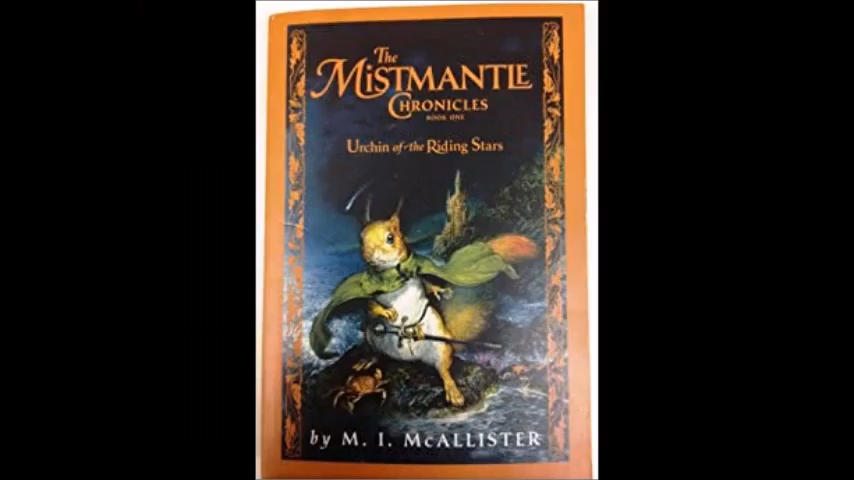 The
MISTMANTLE
CHRONICLES
BOOK ONE
Urchin of the Riding Stars
by M. I. McALLISTER